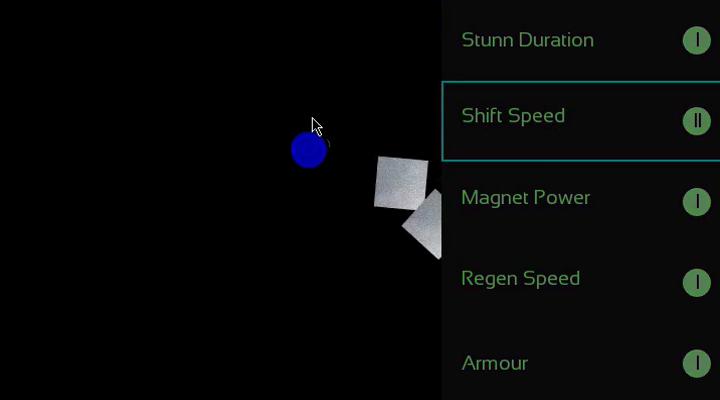 Stunn Duration I
Shift Speed II
Magnet Power I
Regen Speed I
Armour I